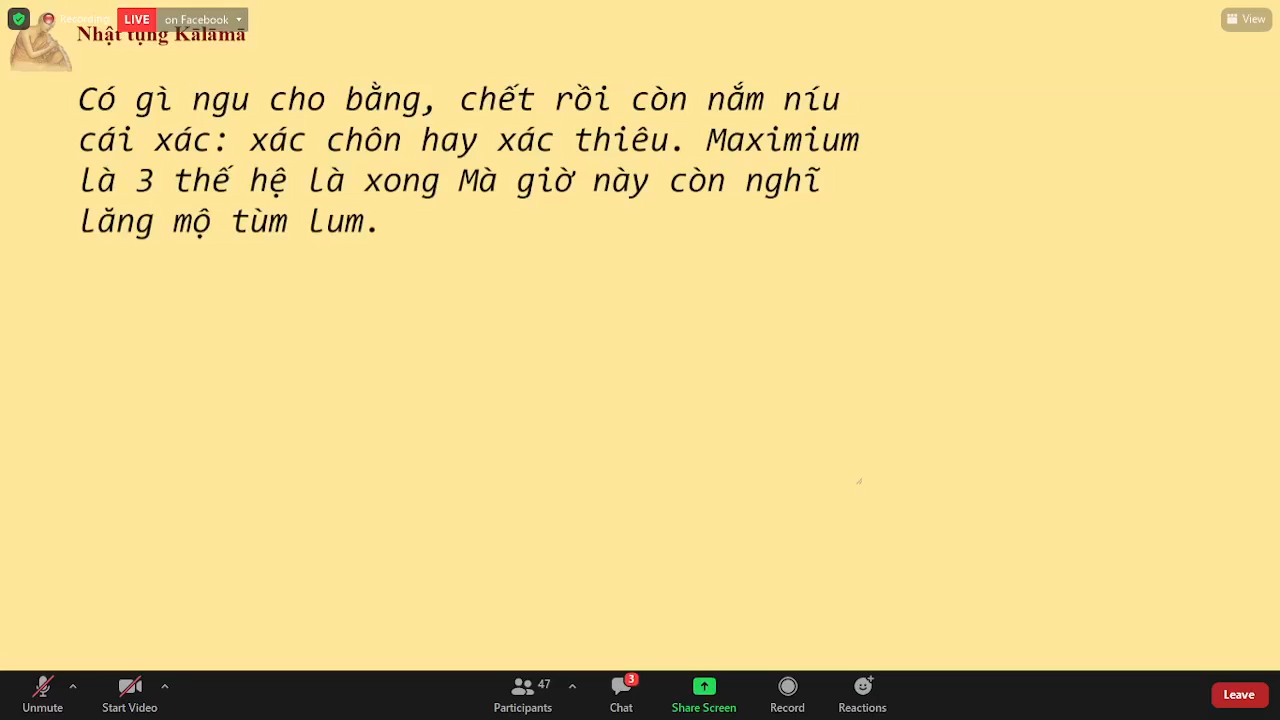 Recording
LIVE on Facebook
View
Nhật tụng Kālāmā
Có gì ngu cho bằng, chết rồi còn nắm níu
cái xác: xác chôn hay xác thiêu. Maximium
là 3 thế hệ là xong Mà giờ này còn nghĩ
lăng mộ tùm lum.
Unmute
Start Video
47
Participants
3
Chat
Share Screen
Record
Reactions
Leave